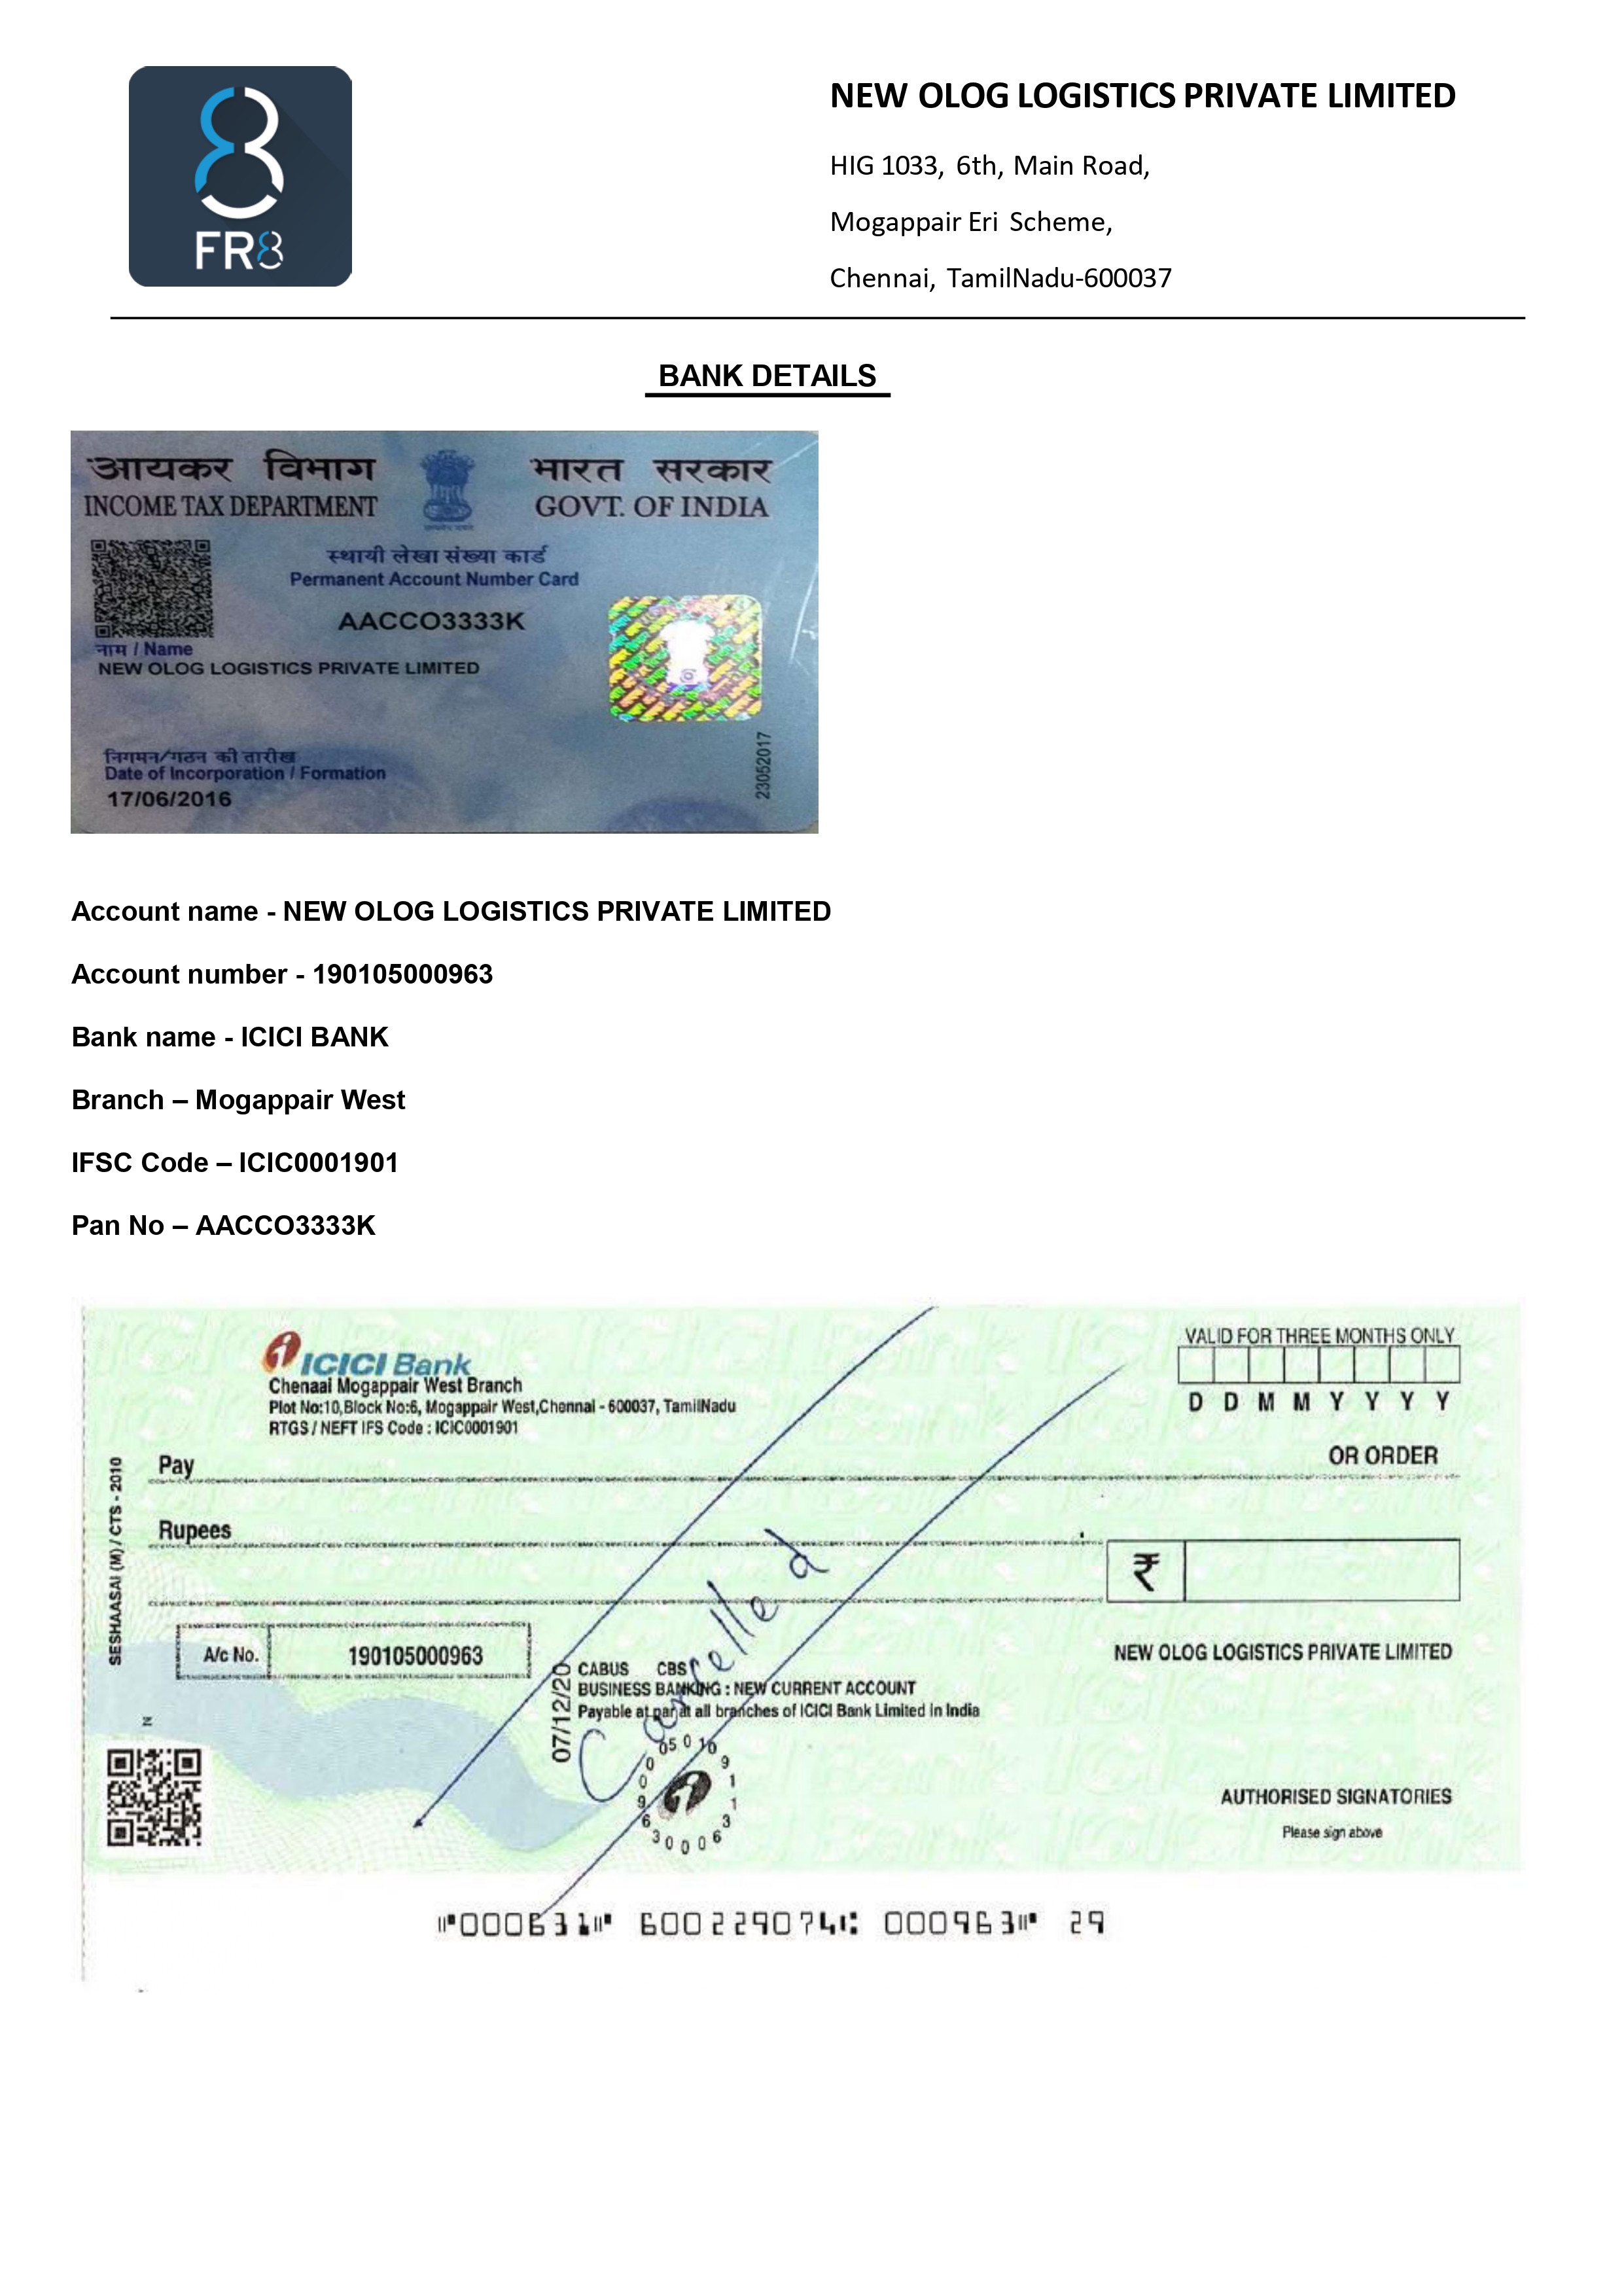 FR8
NEW OLOG LOGISTICS PRIVATE LIMITED
HIG 1033, 6th, Main Road,
Mogappair Eri Scheme,
Chennai, TamilNadu-600037
BANK DETAILS
आयकर विभाग
INCOME TAX DEPARTMENT
भारत सरकार
GOVT. OF INDIA
स्थायी लेखा संख्या कार्ड
Permanent Account Number Card
AACCO3333K
नाम / Name
NEW OLOG LOGISTICS PRIVATE LIMITED
निगमन/गठन की तारीख
Date of Incorporation / Formation
17/06/2016
23052017
Account name - NEW OLOG LOGISTICS PRIVATE LIMITED
Account number - 190105000963
Bank name - ICICI BANK
Branch – Mogappair West
IFSC Code – ICIC0001901
Pan No – AACCO3333K
ICICI Bank
Chenaai Mogappair West Branch
Plot No:10,Block No:6, Mogappair West,Chennai - 600037, TamilNadu
RTGS / NEFT IFS Code : ICIC0001901
VALID FOR THREE MONTHS ONLY
D D M M Y Y Y Y
Pay
OR ORDER
Rupees
₹
SESHAASAI (M) / CTS - 2010
A/c No. 190105000963
NEW OLOG LOGISTICS PRIVATE LIMITED
07/12/20
Cancelled
CABUS CBS
BUSINESS BANKING : NEW CURRENT ACCOUNT
Payable at par at all branches of ICICI Bank Limited in India
AUTHORISED SIGNATORIES
Please sign above
⑈000631⑈ 600229074⑆ 000963⑈ 29